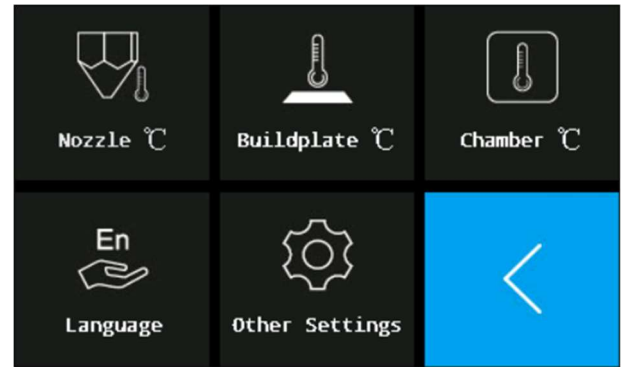 Nozzle ℃
Buildplate ℃
Chamber ℃
En
Language
Other Settings